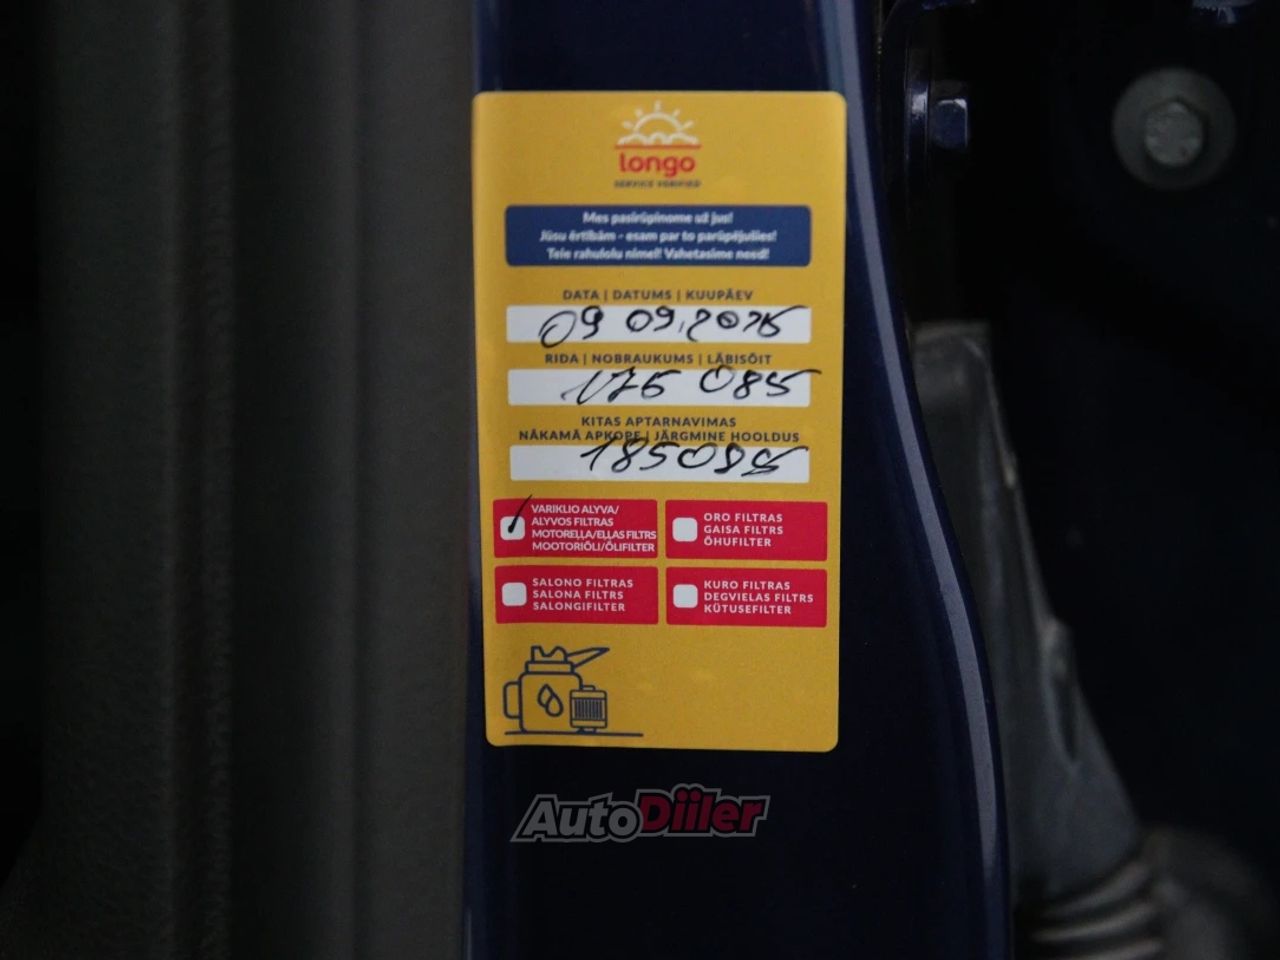 longo
SERVICE VERIFIED
Mes pasirūpinome už jus!
Jūsu ērtībām - esam par to parūpējušies!
Teie rahulolu nimel! Vahetasime need!
DATA | DATUMS | KUUPÄEV
09 09.2025
RIDA | NOBRAUKUMS | LÄBISÕIT
175 085
KITAS APTARNAVIMAS
NĀKAMĀ APKOPE | JÄRGMINE HOOLDUS
185085
VARIKLIO ALYVA/
ALYVOS FILTRAS
MOTOREĻĻA/EĻĻAS FILTRS
MOOTORIÕLI/ÕLIFILTER
ORO FILTRAS
GAISA FILTRS
ÕHUFILTER
SALONO FILTRAS
SALONA FILTRS
SALONGIFILTER
KURO FILTRAS
DEGVIELAS FILTRS
KÜTUSEFILTER
AutoDiiler